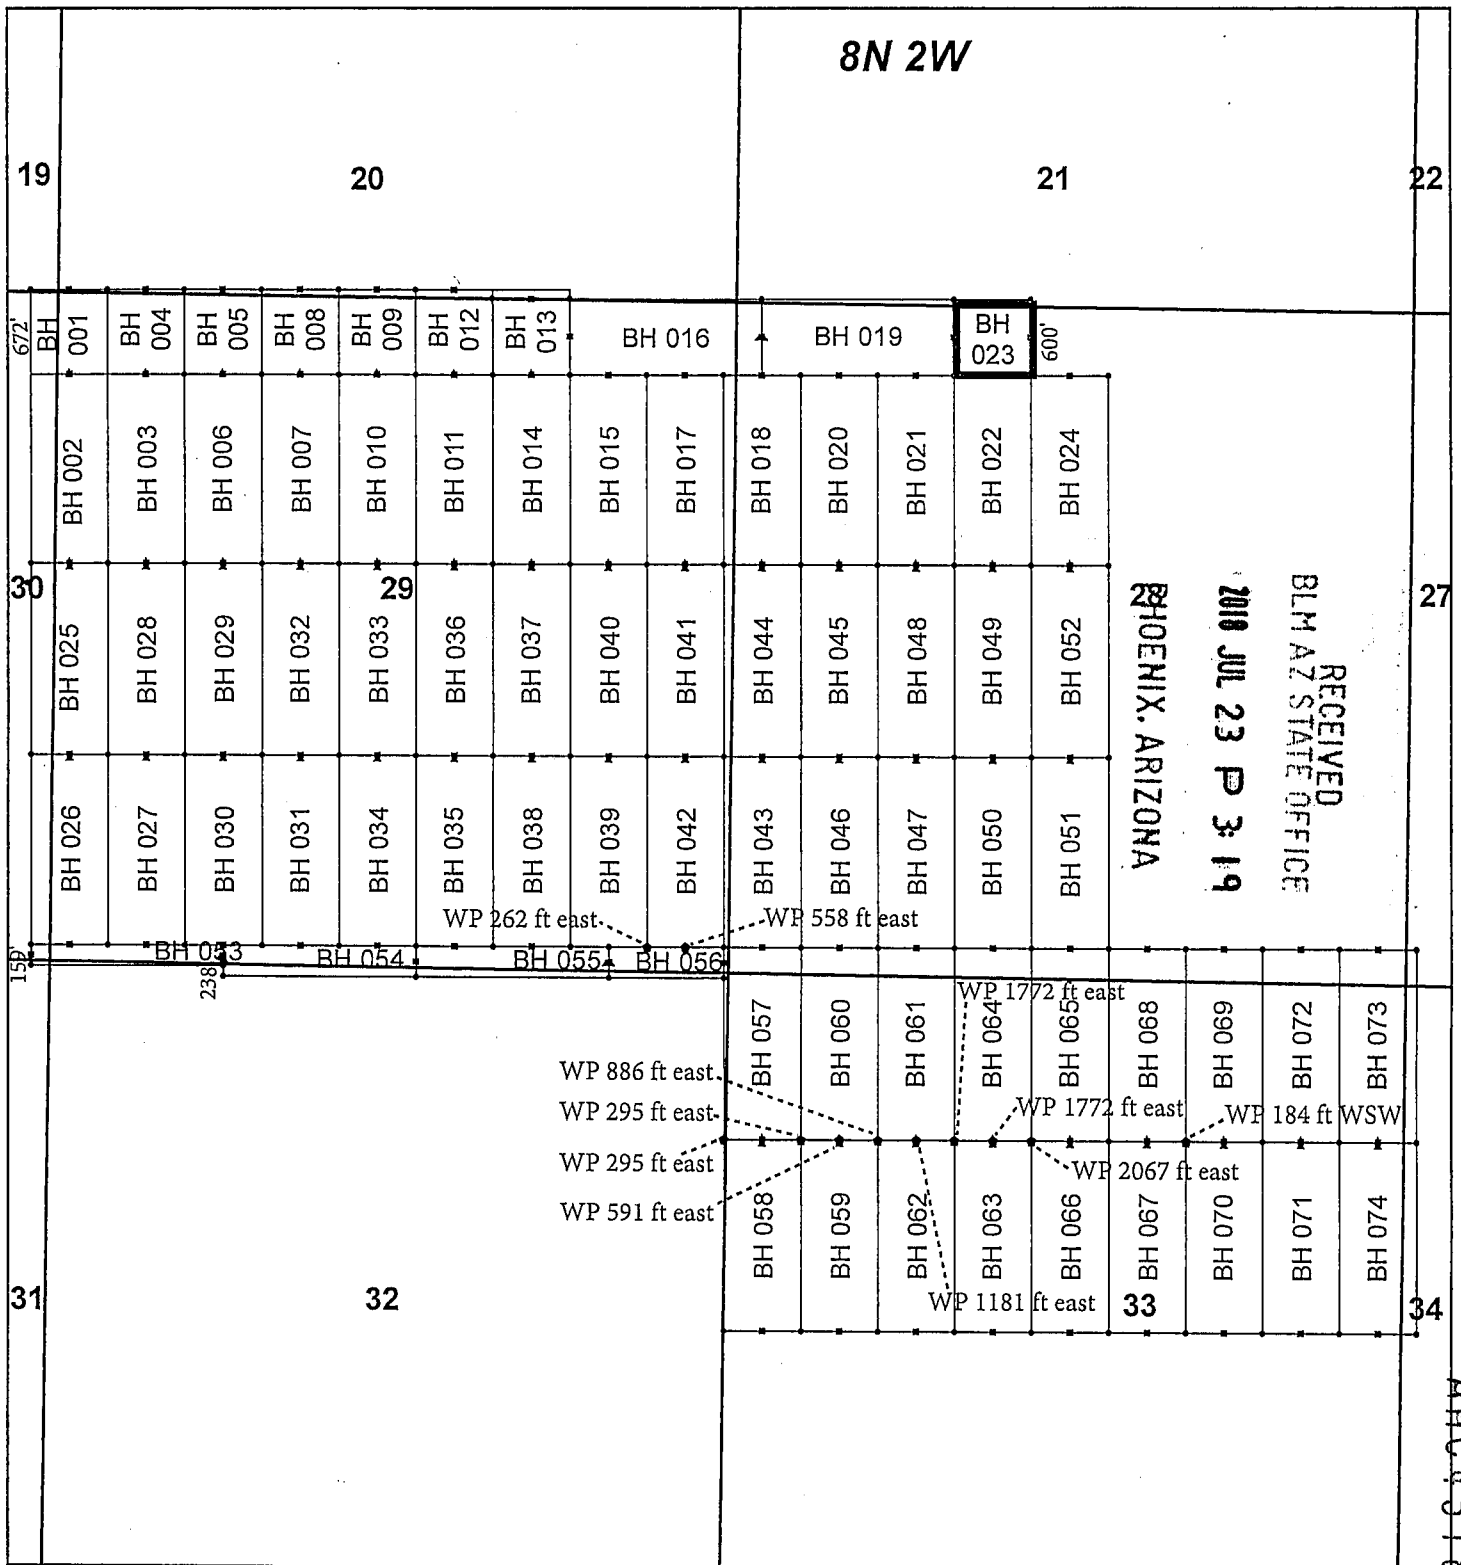 8N 2W
19
20
21
22
672'
BH
001
BH
004
BH
005
BH
008
BH
009
BH
012
BH
013
BH 016
BH 019
BH
023
600'
BH 002
BH 003
BH 006
BH 007
BH 010
BH 011
BH 014
BH 015
BH 017
BH 018
BH 020
BH 021
BH 022
BH 024
30
29
28
27
BH 025
BH 028
BH 029
BH 032
BH 033
BH 036
BH 037
BH 040
BH 041
BH 044
BH 045
BH 048
BH 049
BH 052
RECEIVED
BLM AZ STATE OFFICE
2018 JUL 23 P 3:19
PHOENIX, ARIZONA
BH 026
BH 027
BH 030
BH 031
BH 034
BH 035
BH 038
BH 039
BH 042
BH 043
BH 046
BH 047
BH 050
BH 051
WP 262 ft east
WP 558 ft east
159'
BH 053
238'
BH 054
BH 055
BH 056
WP 1772 ft east
BH 057
BH 060
BH 061
BH 064
BH 065
BH 068
BH 069
BH 072
BH 073
WP 886 ft east
WP 295 ft east
WP 1772 ft east
WP 184 ft WSW
WP 295 ft east
WP 2067 ft east
WP 591 ft east
BH 058
BH 059
BH 062
BH 063
BH 066
BH 067
BH 070
BH 071
BH 074
31
32
WP 1181 ft east
33
34